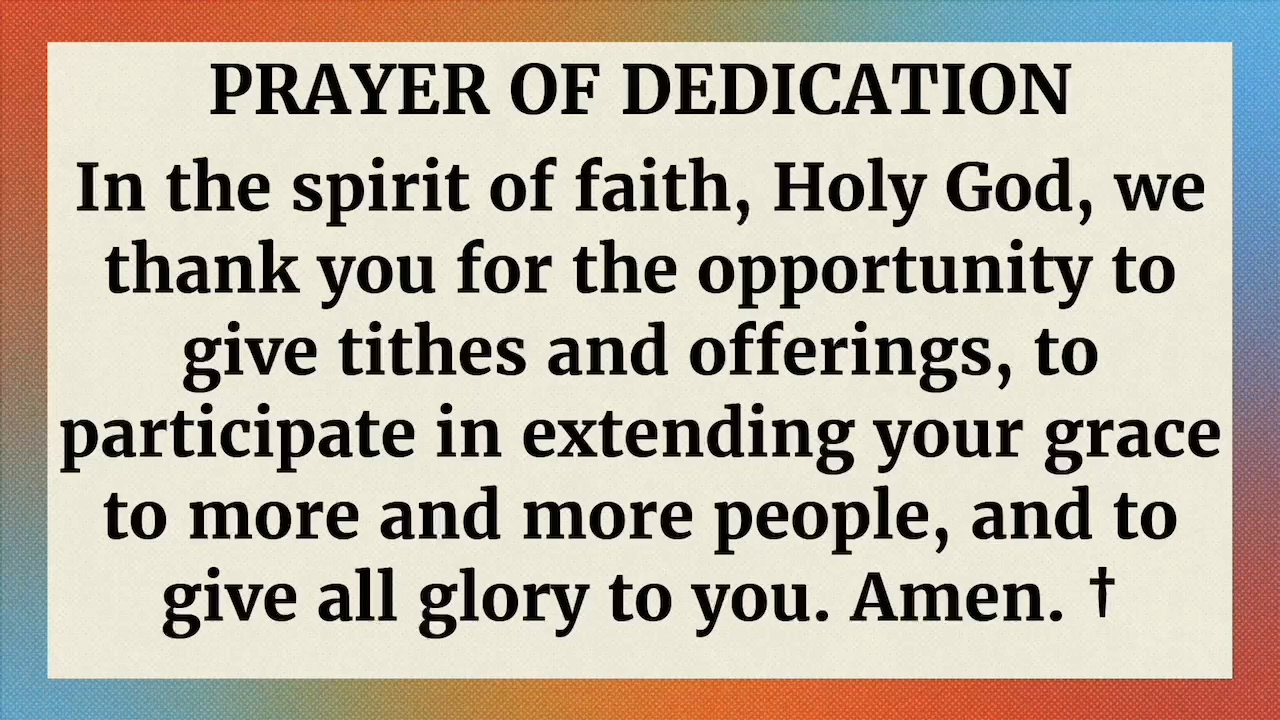 PRAYER OF DEDICATION
In the spirit of faith, Holy God, we
thank you for the opportunity to
give tithes and offerings, to
participate in extending your grace
to more and more people, and to
give all glory to you. Amen. †